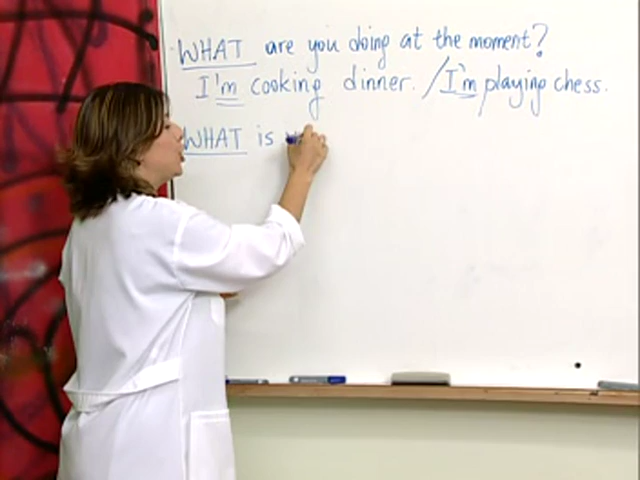 WHAT are you doing at the moment?
I'm cooking dinner. / I'm playing chess.
WHAT is